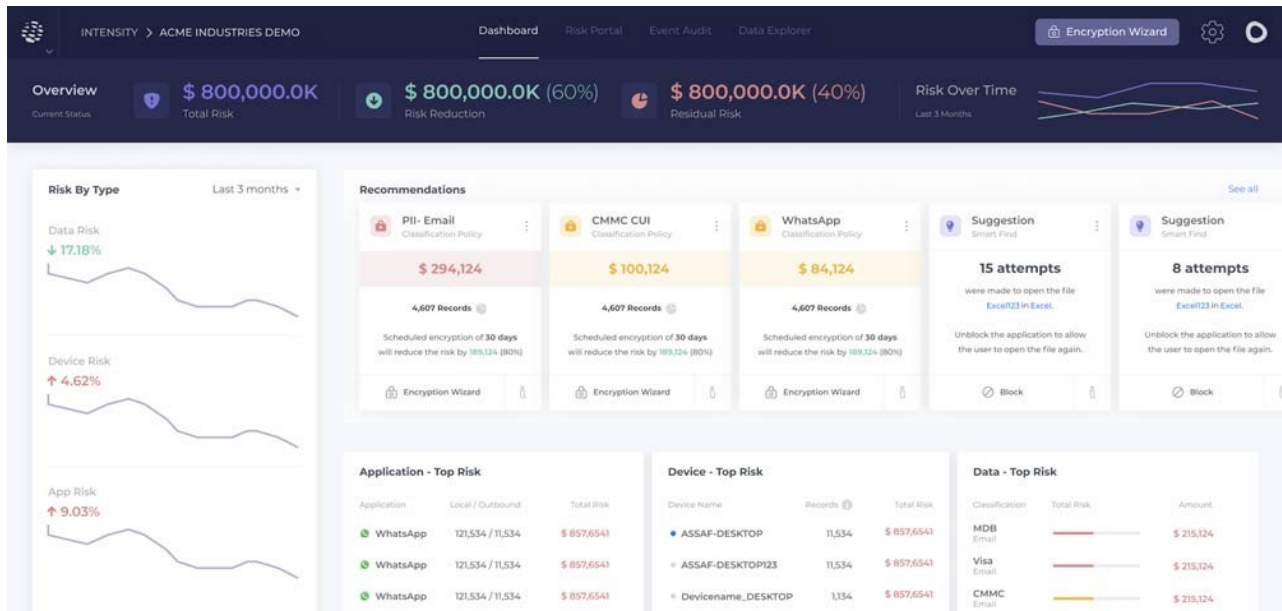 INTENSITY > ACME INDUSTRIES DEMO
Dashboard
Risk Portal
Event Audit
Data Explorer
Encryption Wizard
Overview
Current Status
$ 800,000.0K
Total Risk
$ 800,000.0K (60%)
Risk Reduction
$ 800,000.0K (40%)
Residual Risk
Risk Over Time
Last 3 Months
Risk By Type
Last 3 months
Data Risk
17.18%
Device Risk
4.62%
App Risk
9.03%
Recommendations
See all
PII- Email
Classification Policy
$ 294,124
4,607 Records
Scheduled encryption of 30 days
will reduce the risk by 189,124 (80%)
Encryption Wizard
CMMC CUI
Classification Policy
$ 100,124
4,607 Records
Scheduled encryption of 30 days
will reduce the risk by 189,124 (80%)
Encryption Wizard
WhatsApp
Classification Policy
$ 84,124
4,607 Records
Scheduled encryption of 30 days
will reduce the risk by 189,124 (80%)
Encryption Wizard
Suggestion
Smart Find
15 attempts
were made to open the file
Excel123 in Excel.
Unblock the application to allow
the user to open the file again.
Block
Suggestion
Smart Find
8 attempts
were made to open the file
Excel123 in Excel.
Unblock the application to allow
the user to open the file again.
Block
Application - Top Risk
Application Local / Outbound Total Risk
WhatsApp 121,534 / 11,534 $ 857,6541
WhatsApp 121,534 / 11,534 $ 857,6541
WhatsApp 121,534 / 11,534 $ 857,6541
Device - Top Risk
Device Name Records Total Risk
ASSAF-DESKTOP 11,534 $ 857,6541
ASSAF-DESKTOP123 11,534 $ 857,6541
Devicename_DESKTOP 1,134 $ 857,6541
Data - Top Risk
Classification Total Risk Amount
MDB
Email
$ 215,124
Visa
Email
$ 215,124
CMMC
Email
$ 215,124